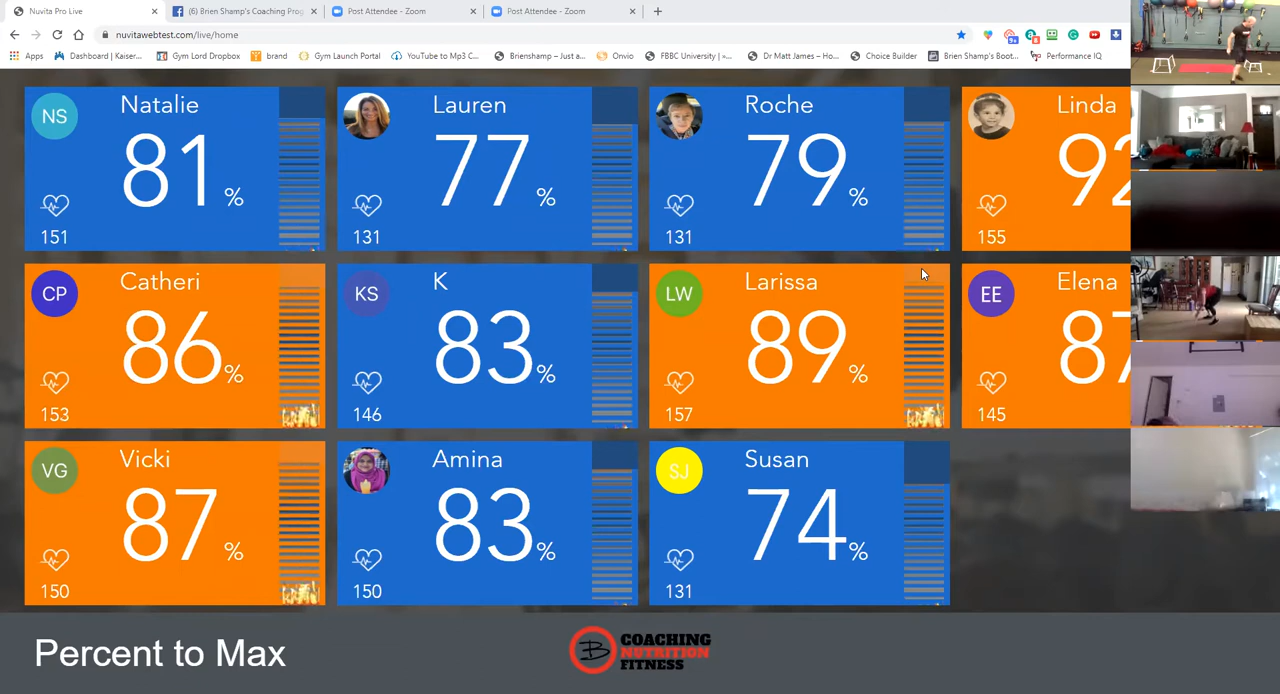 Nuvita Pro Live
(6) Brien Shamp's Coaching Prog
Post Attendee - Zoom
Post Attendee - Zoom
nuvitawebtest.com/live/home
Apps
Dashboard | Kaiser...
Gym Lord Dropbox
brand
Gym Launch Portal
YouTube to Mp3 C...
Brienshamp – Just a...
Onvio
FBBC University | »...
Dr Matt James – Ho...
Choice Builder
Brien Shamp's Boot...
Performance IQ
NS
Natalie
81 %
151
Lauren
77 %
131
Roche
79 %
131
Linda
92
155
CP
Catheri
86 %
153
KS
K
83 %
146
LW
Larissa
89 %
157
EE
Elena
87
145
VG
Vicki
87 %
150
Amina
83 %
150
SJ
Susan
74 %
131
Percent to Max
B
COACHING
NUTRITION
FITNESS